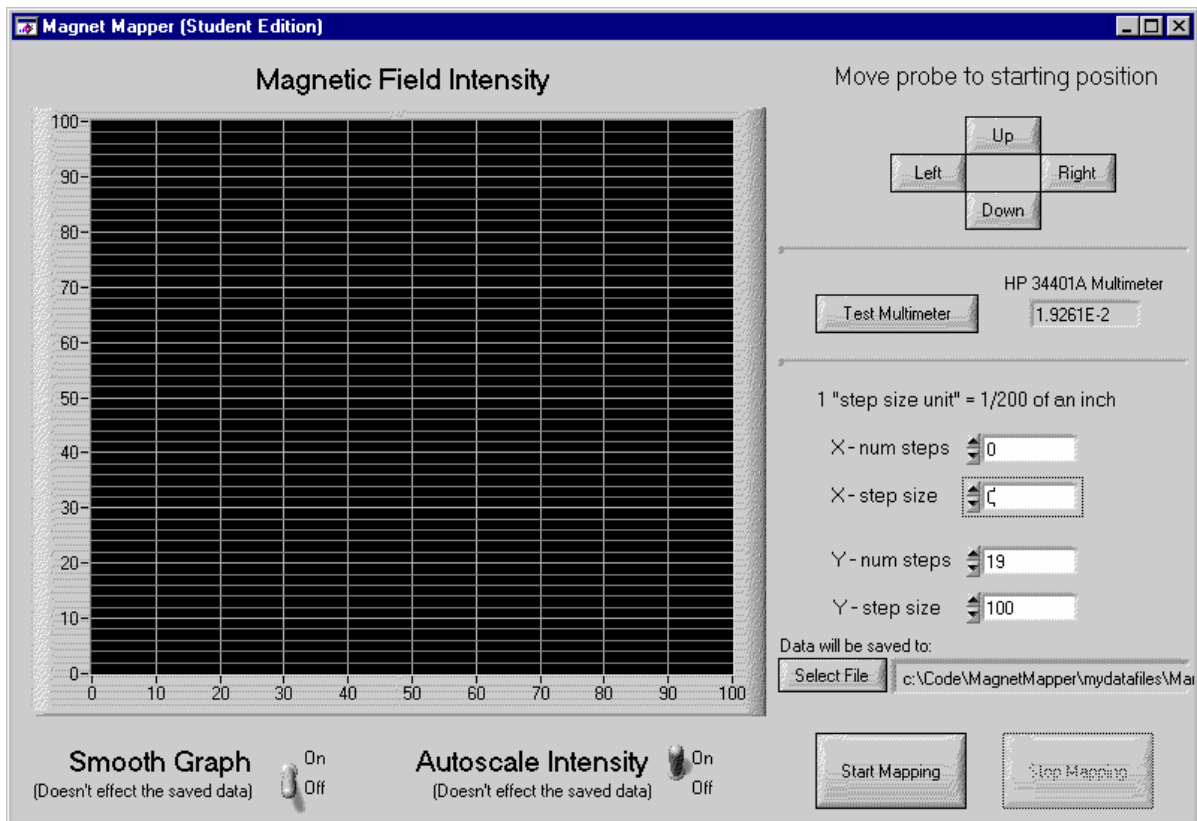 Magnet Mapper (Student Edition)
Magnetic Field Intensity
100
90
80
70
60
50
40
30
20
10
0
0 10 20 30 40 50 60 70 80 90 100
Smooth Graph
(Doesn't effect the saved data)
On
Off
Autoscale Intensity
(Doesn't effect the saved data)
On
Off
Move probe to starting position
Up
Left Right
Down
Test Multimeter
HP 34401A Multimeter
1.9261E-2
1 "step size unit" = 1/200 of an inch
X - num steps 0
X - step size
Y - num steps 19
Y - step size 100
Data will be saved to:
Select File c:\Code\MagnetMapper\mydatafiles\Ma
Start Mapping Stop Mapping